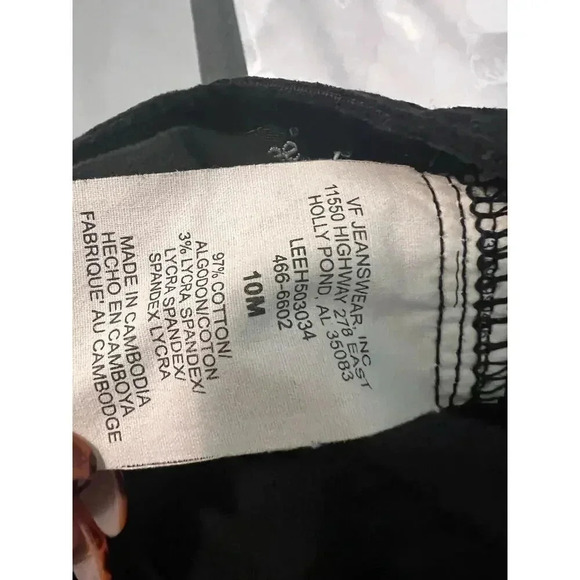 VF JEANSWEAR, INC
11550 HIGHWAY 278 EAST
HOLLY POND, AL 35083
LEEH503034
466-6602
10M
97% COTTON/
ALGODON/COTON
3% LYCRA SPANDEX/
LYCRA SPANDEX/
SPANDEX LYCRA
MADE IN CAMBODIA
HECHO EN CAMBOYA
FABRIQUE' AU CAMBODGE